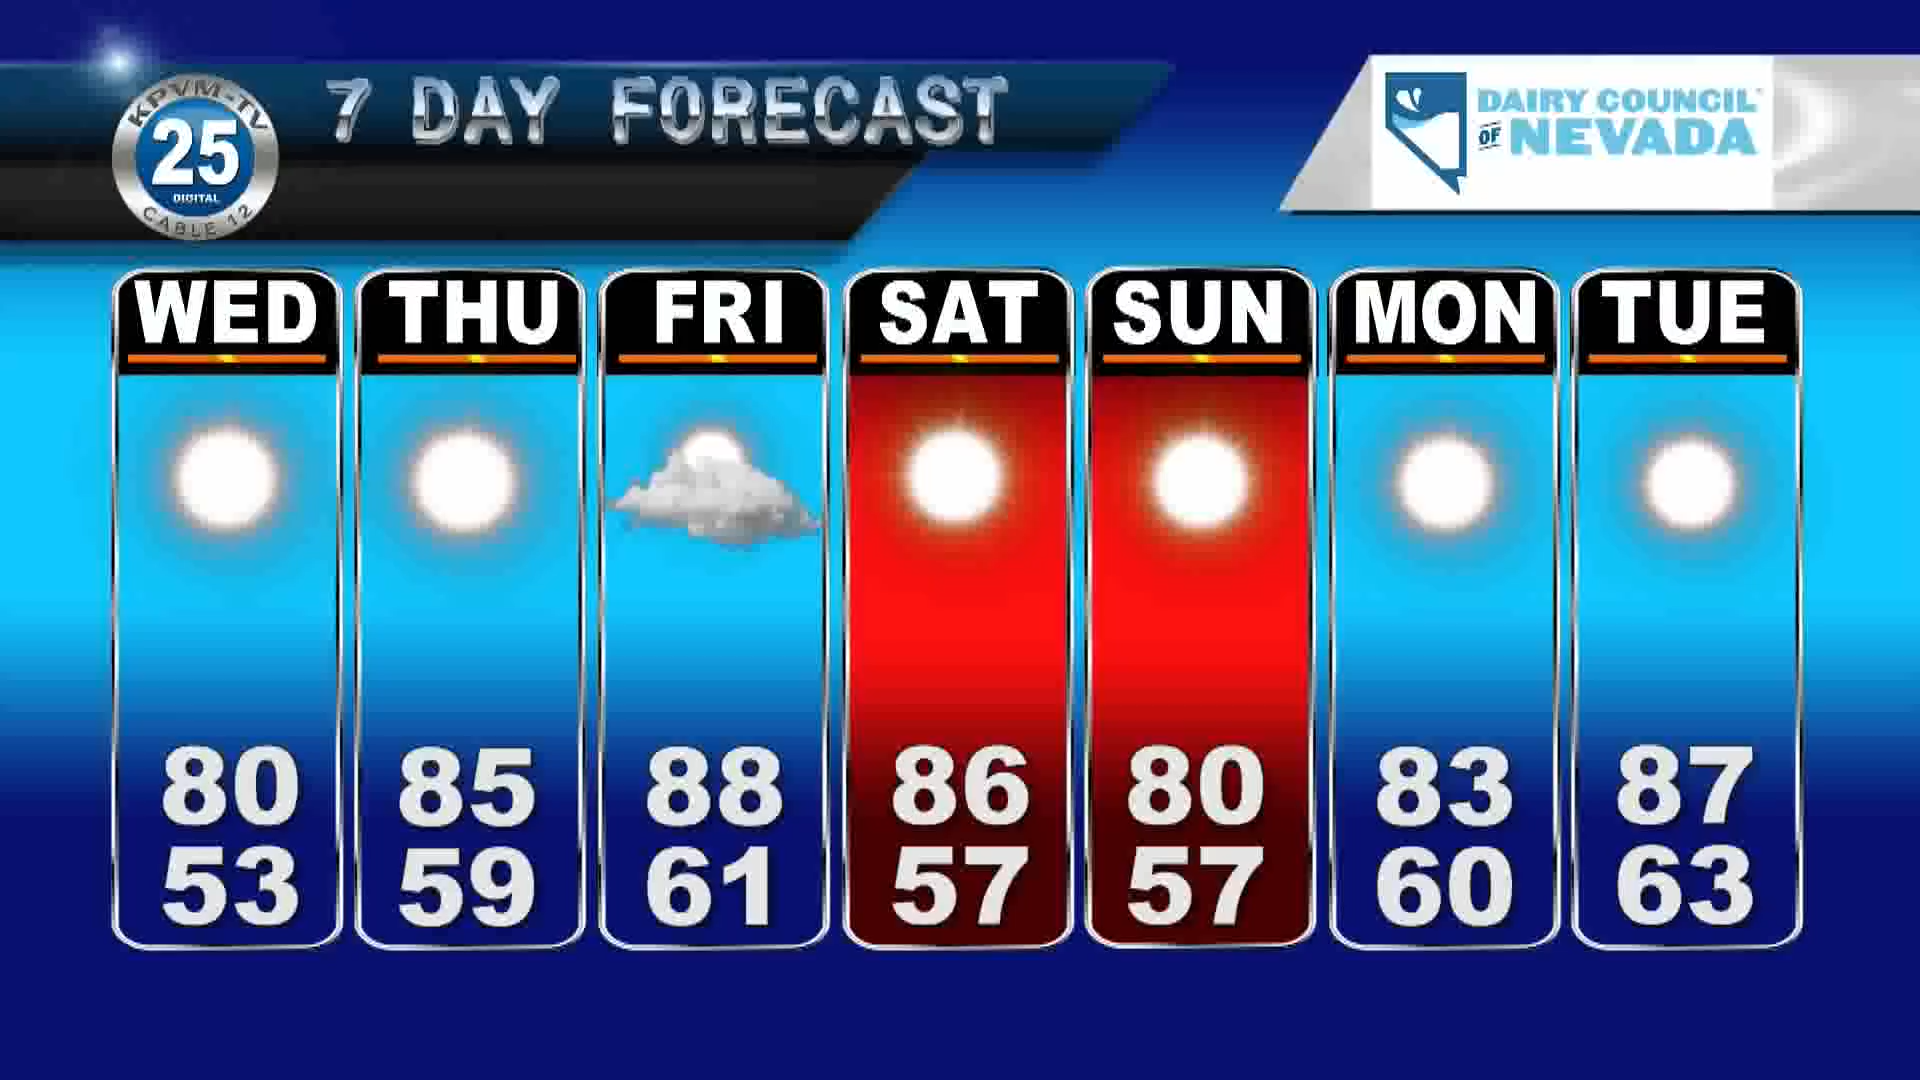 KPVM-TV
25
DIGITAL
CABLE 12
7 DAY FORECAST
DAIRY COUNCIL
OF NEVADA
WED THU FRI SAT SUN MON TUE
80 85 88 86 80 83 87
53 59 61 57 57 60 63